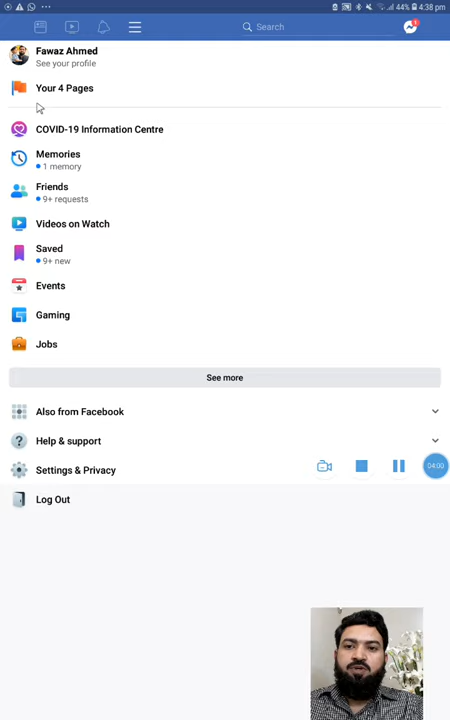 44% 4:38 pm
Search
1
Fawaz Ahmed
See your profile
Your 4 Pages
COVID-19 Information Centre
Memories
1 memory
Friends
9+ requests
Videos on Watch
Saved
9+ new
Events
Gaming
Jobs
See more
Also from Facebook
Help & support
Settings & Privacy
04:00
Log Out